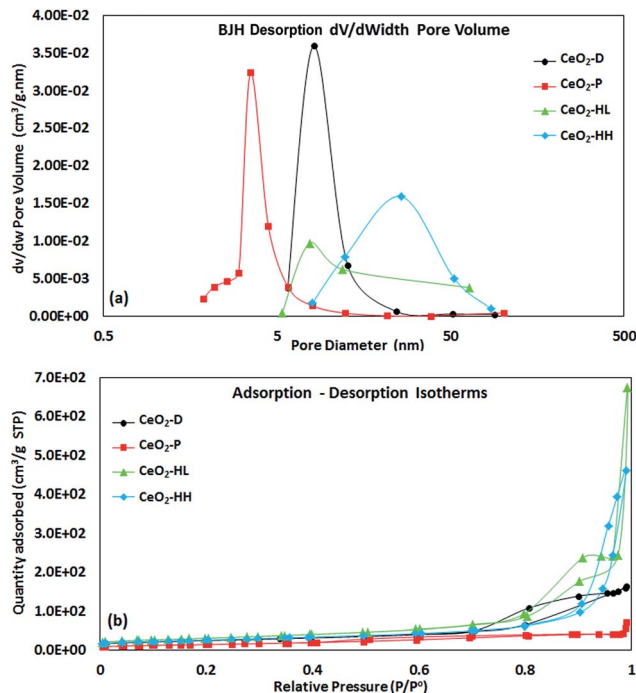 BJH Desorption dV/dWidth Pore Volume
dv/dw Pore Volume (cm³/g.nm)
4.00E-02
3.50E-02
3.00E-02
2.50E-02
2.00E-02
1.50E-02
1.00E-02
5.00E-03
0.00E+00
CeO₂-D
CeO₂-P
CeO₂-HL
CeO₂-HH
(a)
0.5 5 50 500
Pore Diameter (nm)
Adsorption - Desorption Isotherms
Quantity adsorbed (cm³/g STP)
7.0E+02
6.0E+02
5.0E+02
4.0E+02
3.0E+02
2.0E+02
1.0E+02
0.0E+00
CeO₂-D
CeO₂-P
CeO₂-HL
CeO₂-HH
(b)
0 0.2 0.4 0.6 0.8 1
Relative Pressure (P/P°)